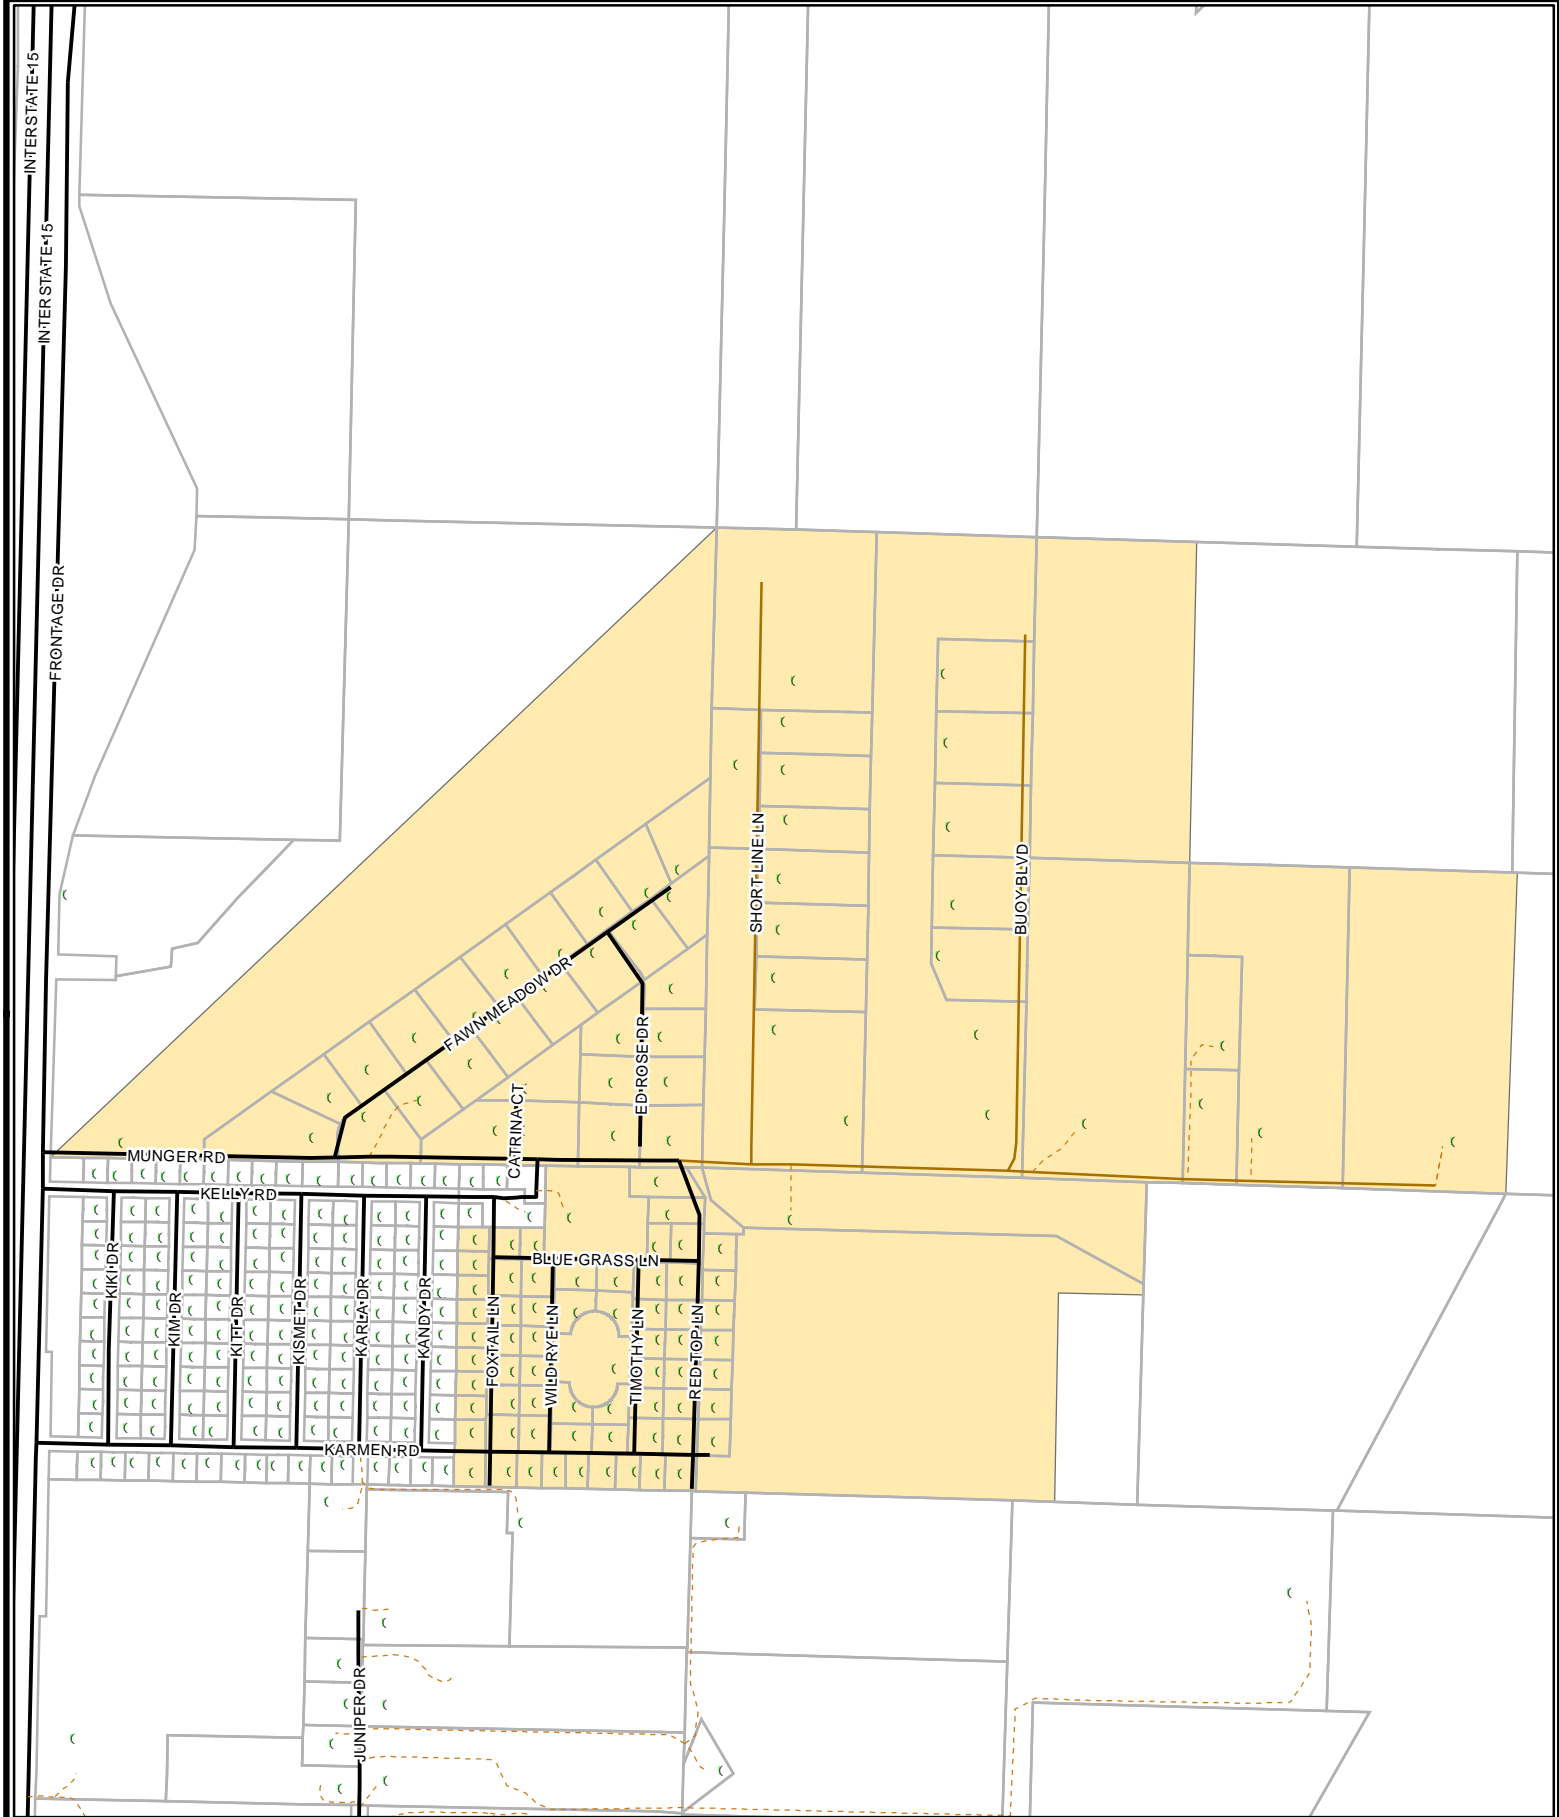 INTERSTATE 15
INTERSTATE 15
FRONTAGE DR
SHORT LINE LN
BUOY BLVD
FAWN MEADOW DR
ED ROSE DR
CATRINA CT
MUNGER RD
KELLY RD
BLUE GRASS LN
KIKI DR
KIM DR
KITT DR
KISMET DR
KARLA DR
KANDY DR
FOXTAIL LN
WILD RYE LN
TIMOTHY LN
RED TOP LN
KARMEN RD
JUNIPER DR